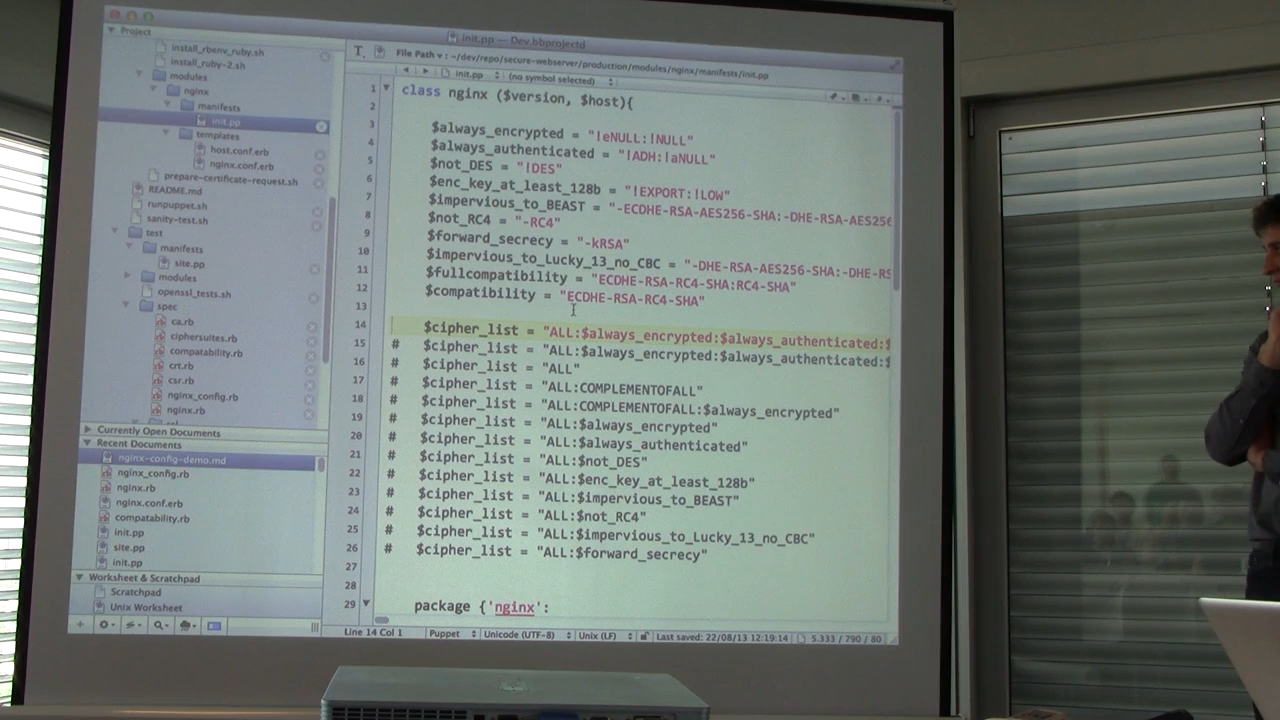 init.pp — Dev.bbprojectd
Project
install_rbenv_ruby.sh
install_ruby-2.sh
modules
nginx
manifests
init.pp
templates
host.conf.erb
nginx.conf.erb
prepare-certificate-request.sh
README.md
runpuppet.sh
sanity-test.sh
test
manifests
site.pp
modules
openssl_tests.sh
spec
ca.rb
ciphersuites.rb
compatability.rb
crt.rb
csr.rb
nginx_config.rb
nginx.rb
Currently Open Documents
Recent Documents
nginx-config-demo.md
nginx_config.rb
nginx.rb
nginx.conf.erb
compatability.rb
init.pp
site.pp
init.pp
Worksheet & Scratchpad
Scratchpad
Unix Worksheet
File Path : ~/dev/repo/secure-webserver/production/modules/nginx/manifests/init.pp
init.pp (no symbol selected)
1 class nginx ($version, $host){
2
3 $always_encrypted = "!eNULL:!NULL"
4 $always_authenticated = "!ADH:!aNULL"
5 $not_DES = "!DES"
6 $enc_key_at_least_128b = "!EXPORT:!LOW"
7 $impervious_to_BEAST = "-ECDHE-RSA-AES256-SHA:-DHE-RSA-AES256
8 $not_RC4 = "-RC4"
9 $forward_secrecy = "-kRSA"
10 $impervious_to_Lucky_13_no_CBC = "-DHE-RSA-AES256-SHA:-DHE-RS
11 $fullcompatibility = "ECDHE-RSA-RC4-SHA:RC4-SHA"
12 $compatibility = "ECDHE-RSA-RC4-SHA"
13
14 $cipher_list = "ALL:$always_encrypted:$always_authenticated:$
15 # $cipher_list = "ALL:$always_encrypted:$always_authenticated:$
16 # $cipher_list = "ALL"
17 # $cipher_list = "ALL:COMPLEMENTOFALL"
18 # $cipher_list = "ALL:COMPLEMENTOFALL:$always_encrypted"
19 # $cipher_list = "ALL:$always_encrypted"
20 # $cipher_list = "ALL:$always_authenticated"
21 # $cipher_list = "ALL:$not_DES"
22 # $cipher_list = "ALL:$enc_key_at_least_128b"
23 # $cipher_list = "ALL:$impervious_to_BEAST"
24 # $cipher_list = "ALL:$not_RC4"
25 # $cipher_list = "ALL:$impervious_to_Lucky_13_no_CBC"
26 # $cipher_list = "ALL:$forward_secrecy"
27
28
29 package {'nginx':
Line 14 Col 1 Puppet Unicode (UTF-8) Unix (LF) Last saved: 22/08/13 12:19:14 5.333 / 790 / 80